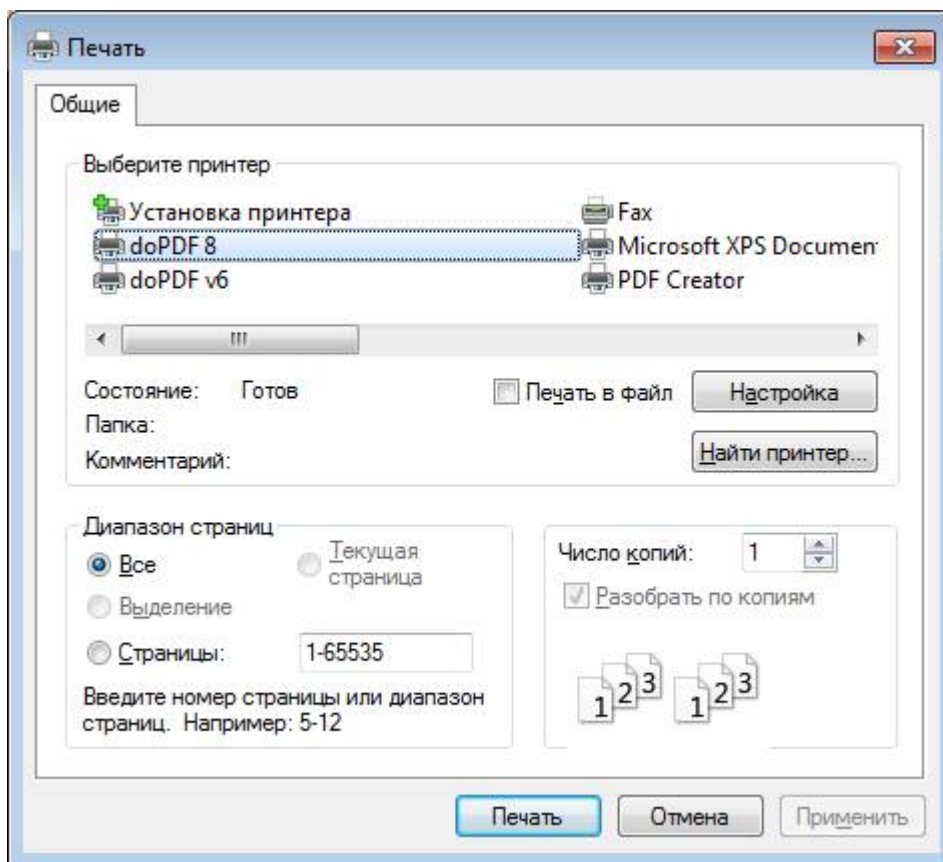 Печать
Общие
Выберите принтер
Установка принтера
Fax
doPDF 8
Microsoft XPS Documen
doPDF v6
PDF Creator
Состояние: Готов
Печать в файл
Настройка
Папка:
Комментарий:
Найти принтер...
Диапазон страниц
Все
Текущая
страница
Выделение
Страницы: 1-65535
Введите номер страницы или диапазон
страниц. Например: 5-12
Число копий: 1
Разобрать по копиям
1 2 3 1 2 3
Печать
Отмена
Применить